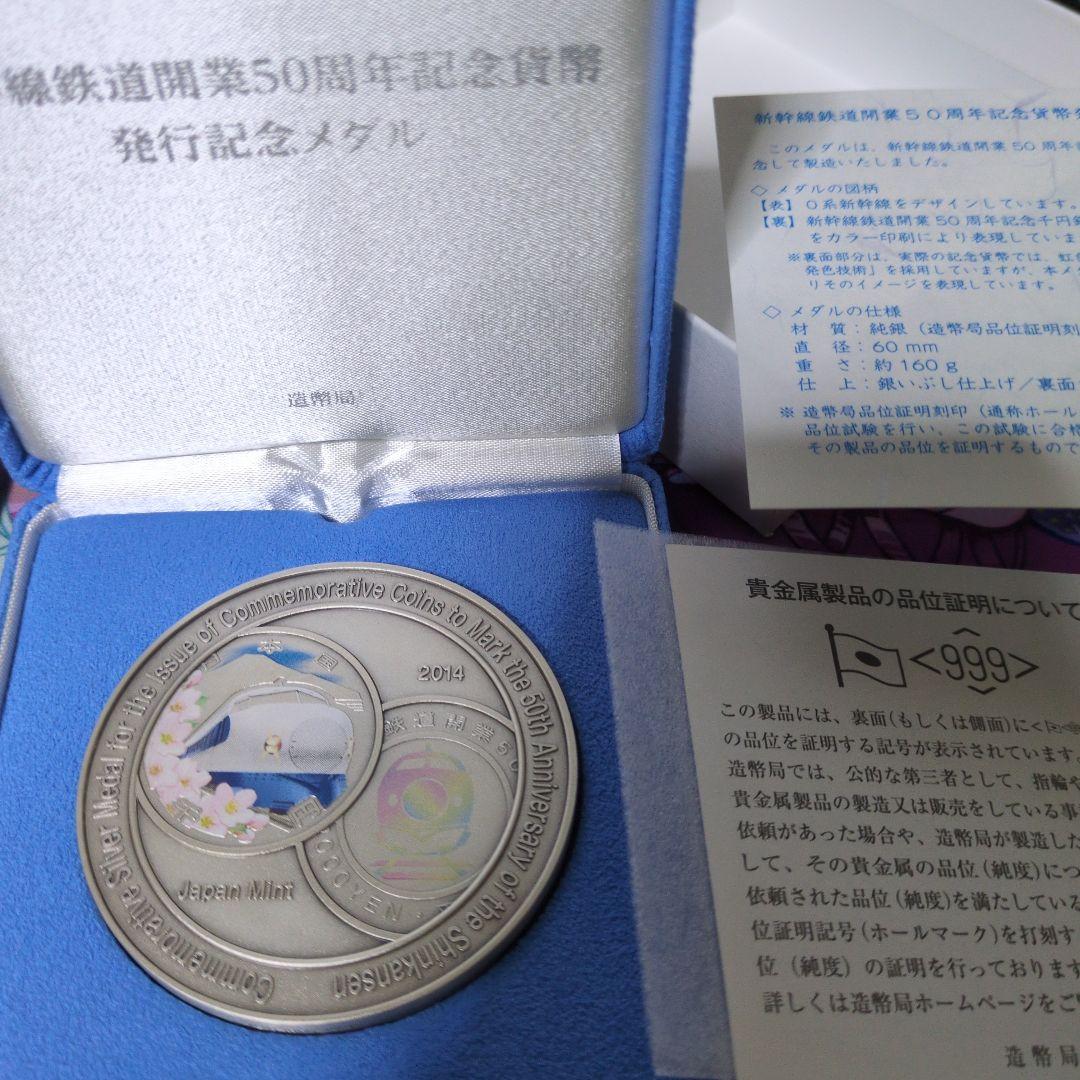 線鉄道開業50周年記念貨幣
発行記念メダル
造幣局
新幹線鉄道開業50周年記念貨幣発
このメダルは、新幹線鉄道開業50周年記
念して製造いたしました。
◇ メダルの図柄
【表】 0系新幹線をデザインしています。
【裏】 新幹線鉄道開業50周年記念千円銀
をカラー印刷により表現していま
※裏面部分は、実際の記念貨幣では、虹色
発色技術」を採用していますが、本メダ
りそのイメージを表現しています。
◇ メダルの仕様
材 質：純銀（造幣局品位証明刻
直 径：60 mm
重 さ：約160 g
仕 上：銀いぶし仕上げ／裏面
※ 造幣局品位証明刻印（通称ホール
品位試験を行い、この試験に合格
その製品の品位を証明するもので
貴金属製品の品位証明について
<999>
この製品には、裏面(もしくは側面)に<
の品位を証明する記号が表示されています。
造幣局では、公的な第三者として、指輪や
貴金属製品の製造又は販売をしている事
依頼があった場合や、造幣局が製造した
して、その貴金属の品位(純度)につ
依頼された品位(純度)を満たしている
位証明記号(ホールマーク)を打刻す
位（純度）の証明を行っております
詳しくは造幣局ホームページをご
造幣局
Commemorative Silver Medal for the Issue of Commemorative Coins to Mark the 50th Anniversary of the Shinkansen
2014
Japan Mint
国
千円
鉄道開業5
1000YEN